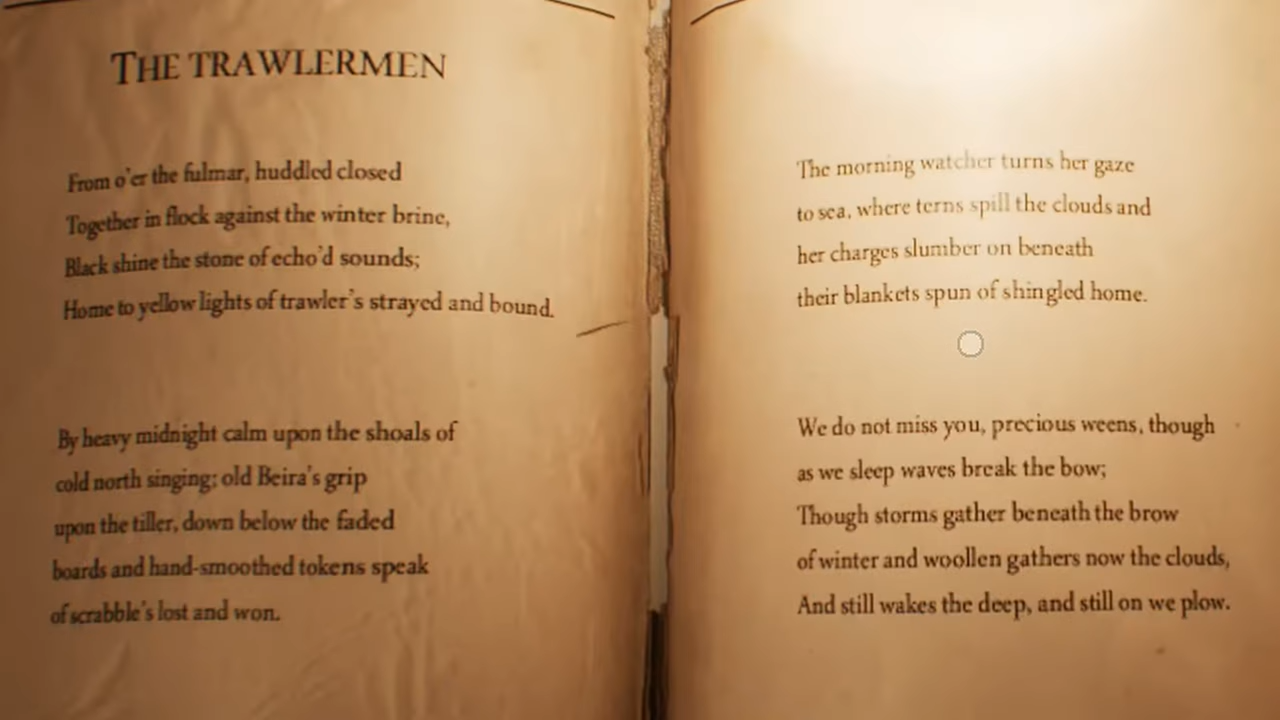 THE TRAWLERMEN
From o'er the fulmar, huddled closed
Together in flock against the winter brine,
Black shine the stone of echo'd sounds;
Home to yellow lights of trawler's strayed and bound.
By heavy midnight calm upon the shoals of
cold north singing; old Beira's grip
upon the tiller, down below the faded
boards and hand-smoothed tokens speak
of scrabble's lost and won.
The morning watcher turns her gaze
to sea, where terns spill the clouds and
her charges slumber on beneath
their blankets spun of shingled home.
We do not miss you, precious weens, though
as we sleep waves break the bow;
Though storms gather beneath the brow
of winter and woollen gathers now the clouds,
And still wakes the deep, and still on we plow.